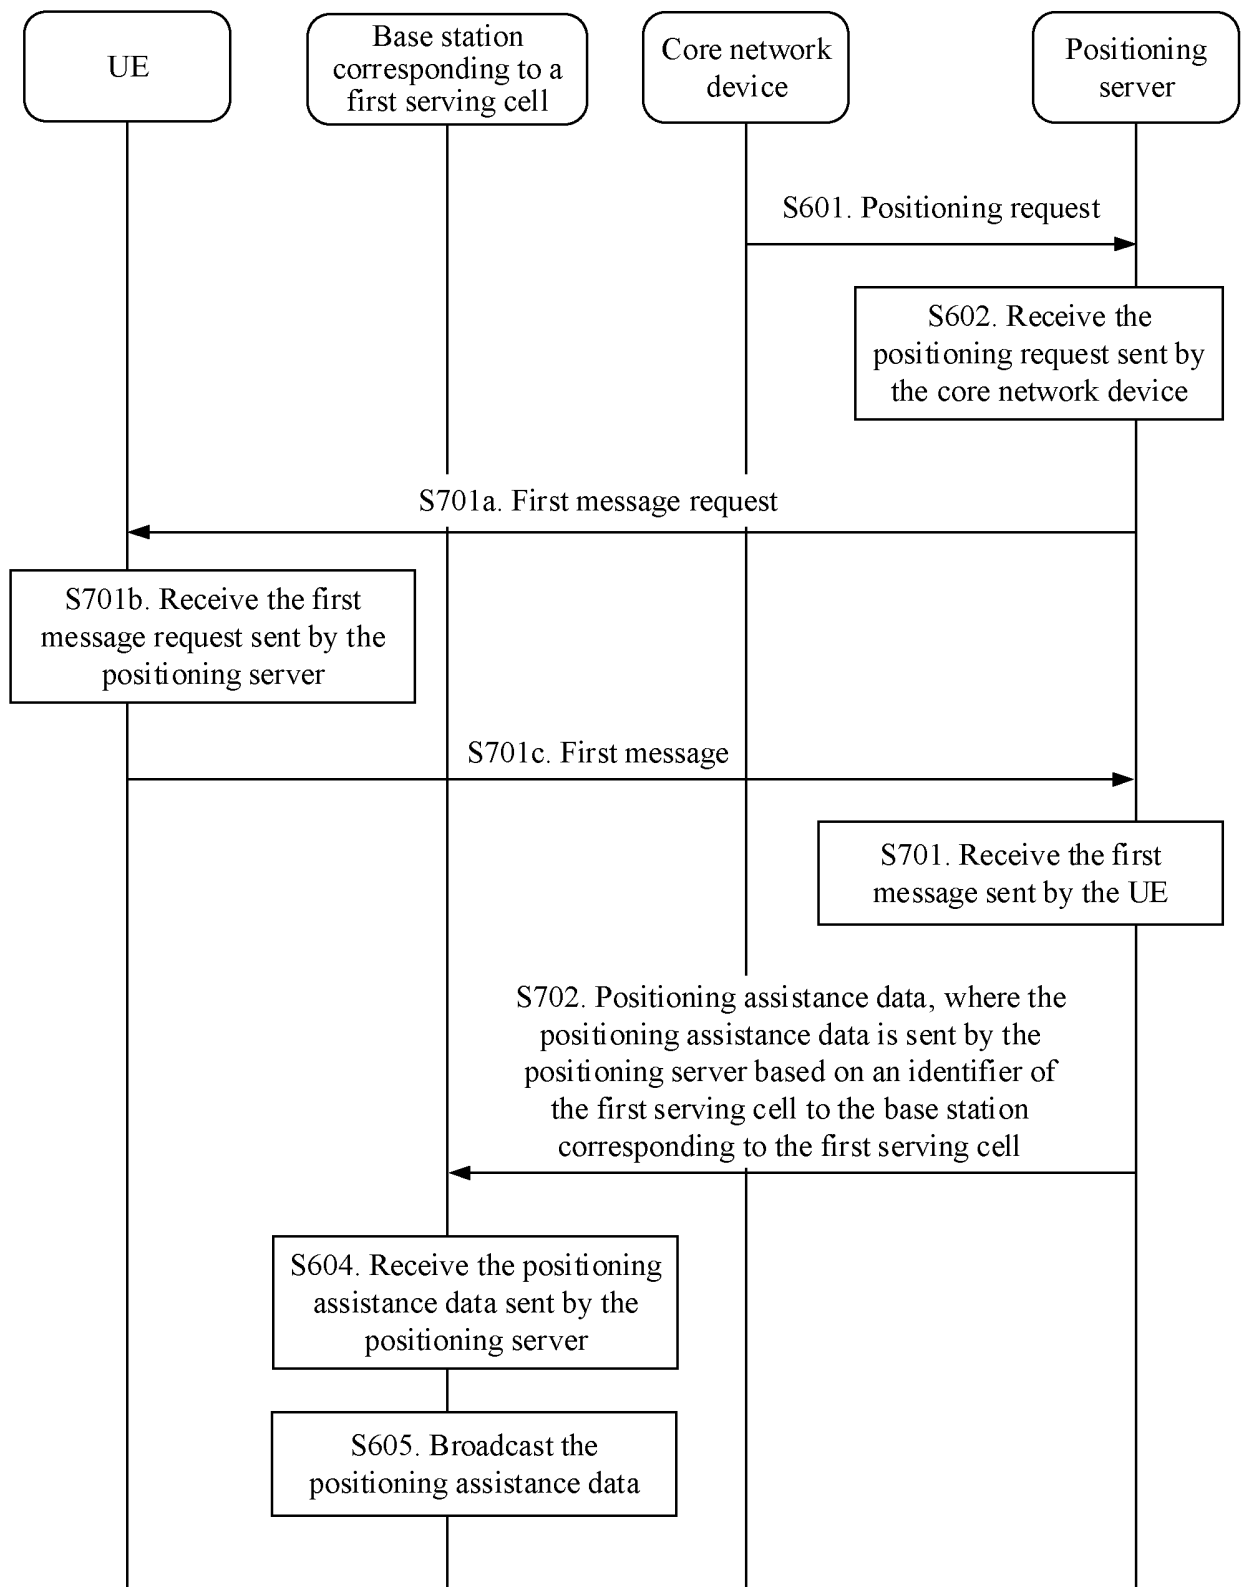 UE
Base station
corresponding to a
first serving cell
Core network
device
Positioning
server
S601. Positioning request
S602. Receive the
positioning request sent by
the core network device
S701a. First message request
S701b. Receive the first
message request sent by the
positioning server
S701c. First message
S701. Receive the first
message sent by the UE
S702. Positioning assistance data, where the
positioning assistance data is sent by the
positioning server based on an identifier of
the first serving cell to the base station
corresponding to the first serving cell
S604. Receive the positioning
assistance data sent by the
positioning server
S605. Broadcast the
positioning assistance data